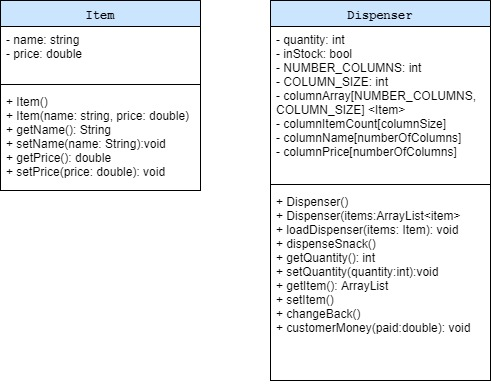 Item
- name: string
- price: double
+ Item()
+ Item(name: string, price: double)
+ getName(): String
+ setName(name: String):void
+ getPrice(): double
+ setPrice(price: double): void
Dispenser
- quantity: int
- inStock: bool
- NUMBER_COLUMNS: int
- COLUMN_SIZE: int
- columnArray[NUMBER_COLUMNS,
COLUMN_SIZE] <Item>
- columnItemCount[columnSize]
- columnName[numberOfColumns]
- columnPrice[numberOfColumns]
+ Dispenser()
+ Dispenser(items:ArrayList<item>
+ loadDispenser(items: Item): void
+ dispenseSnack()
+ getQuantity(): int
+ setQuantity(quantity:int):void
+ getItem(): ArrayList
+ setItem()
+ changeBack()
+ customerMoney(paid:double): void